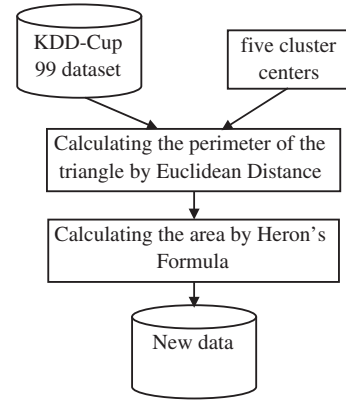 KDD-Cup
99 dataset
five cluster
centers
Calculating the perimeter of the
triangle by Euclidean Distance
Calculating the area by Heron's
Formula
New data